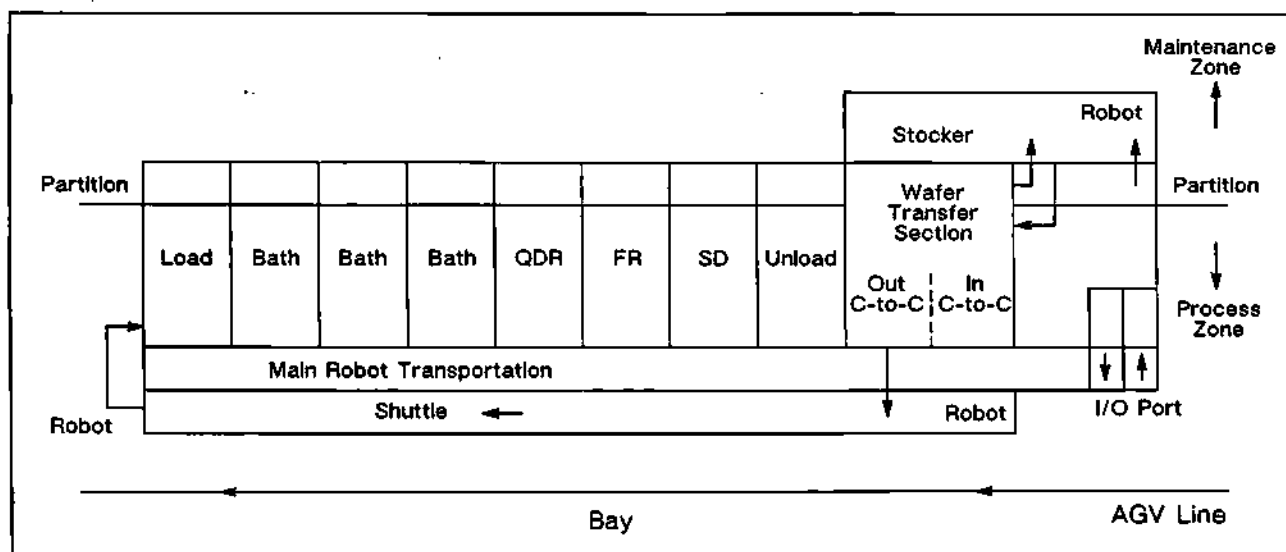 Maintenance
Zone
Robot
Stocker
Partition
Wafer
Transfer
Section
Partition
Load
Bath
Bath
Bath
QDR
FR
SD
Unload
Out
C-to-C
In
C-to-C
Process
Zone
Main Robot Transportation
Shuttle
Robot
I/O Port
Robot
Bay
AGV Line